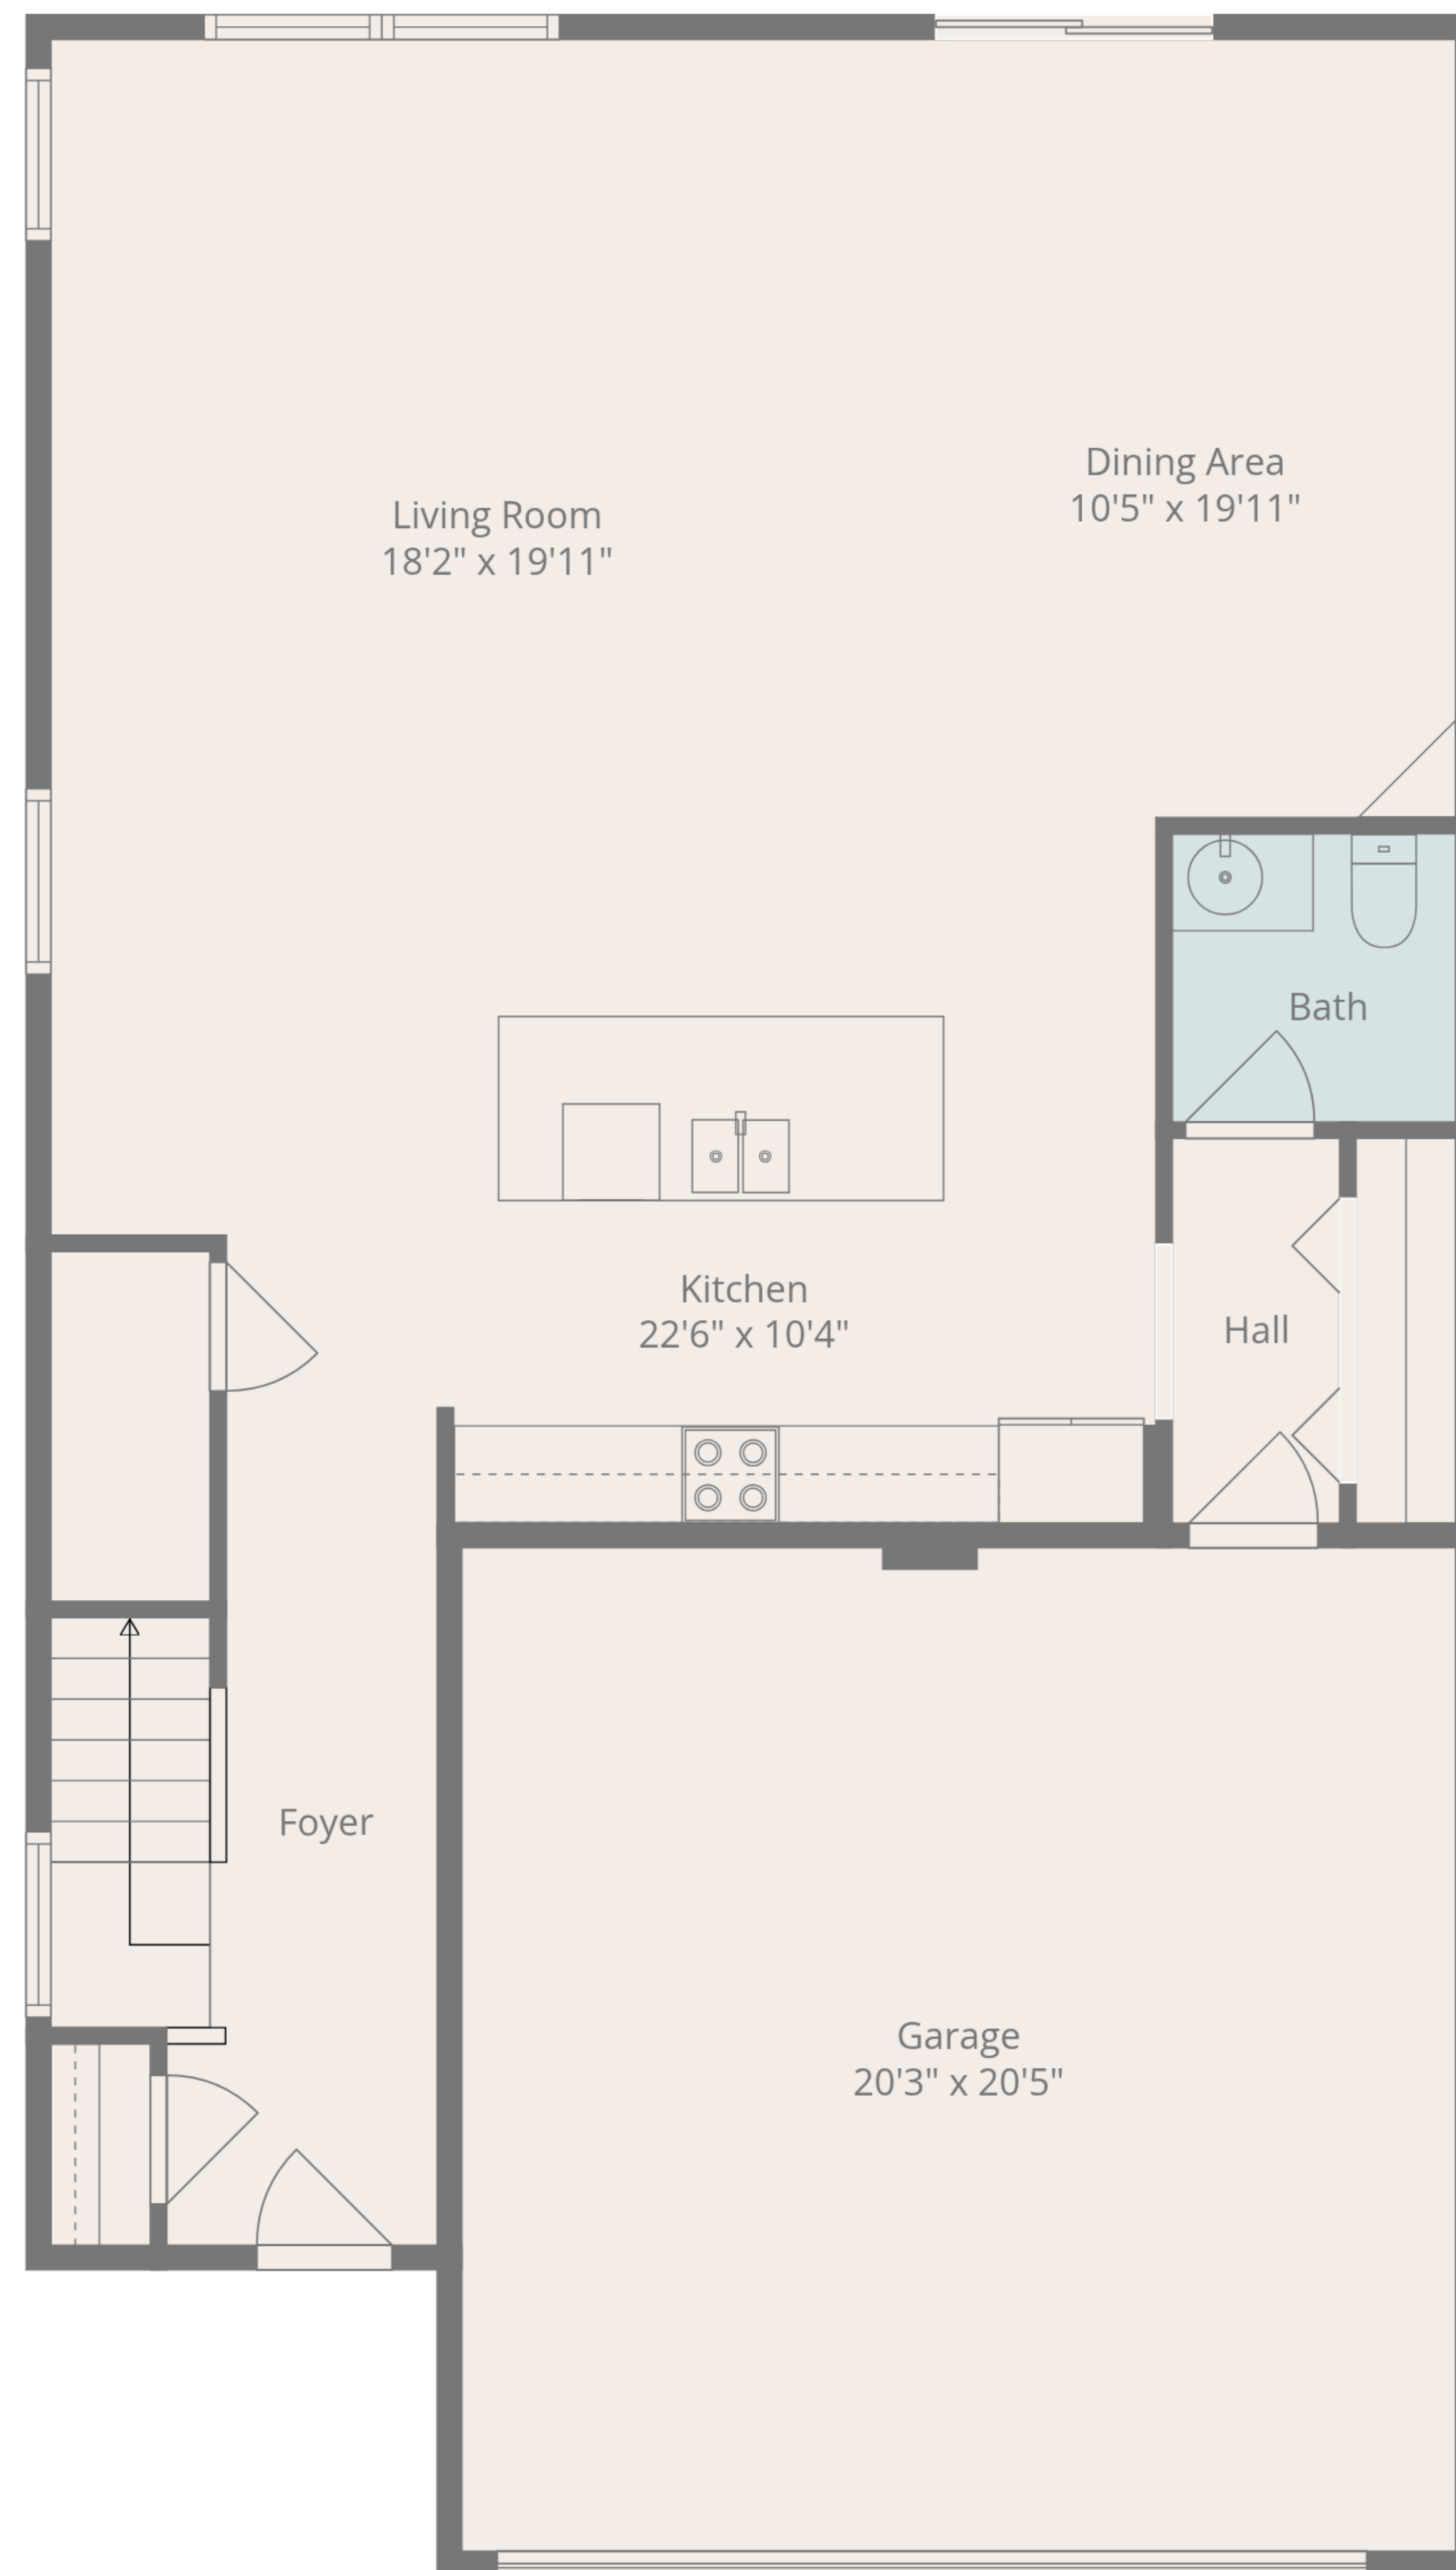 Dining Area
10'5" x 19'11"
Living Room
18'2" x 19'11"
Bath
Kitchen
22'6" x 10'4"
Hall
Foyer
Garage
20'3" x 20'5"